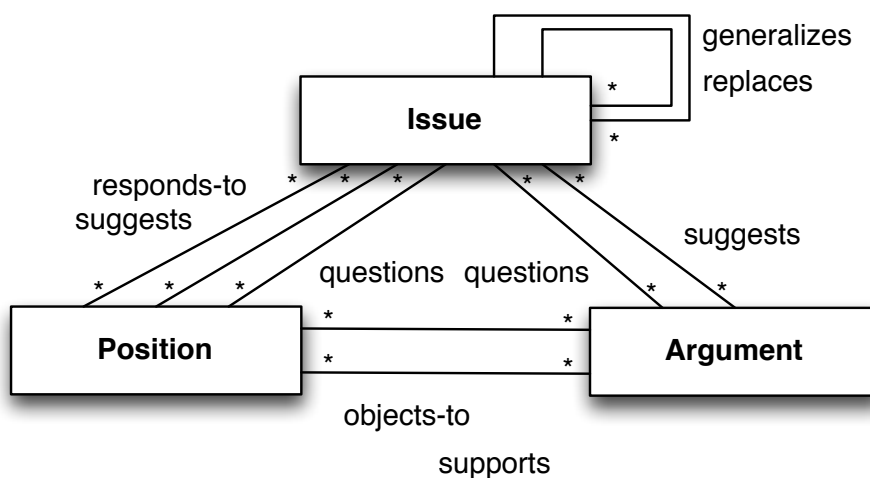 generalizes
* replaces
Issue
*
responds-to * * * * *
suggests
suggests
questions questions
* * * * *
* *
Position Argument
* *
objects-to
supports